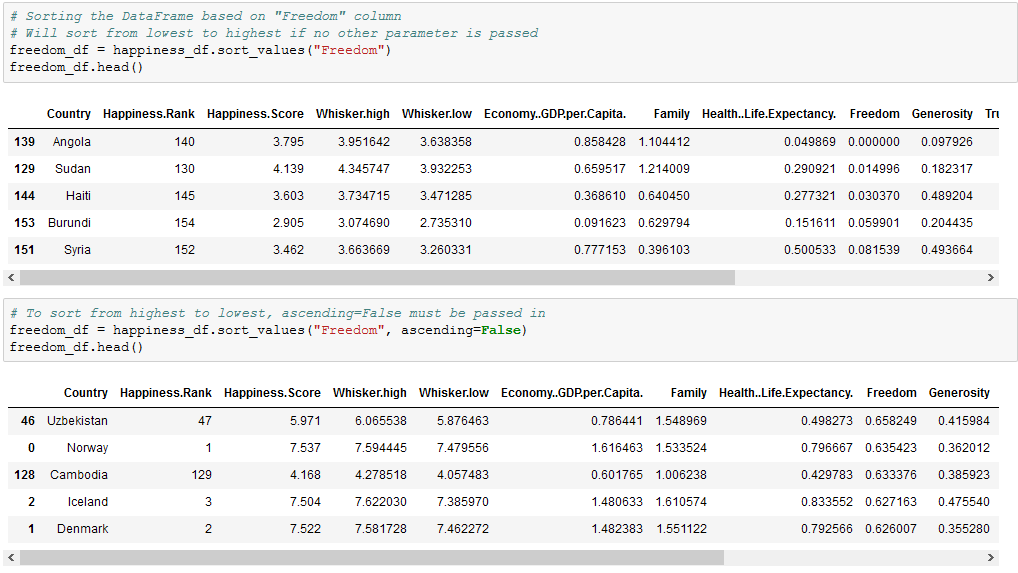 # Sorting the DataFrame based on "Freedom" column
# Will sort from lowest to highest if no other parameter is passed
freedom_df = happiness_df.sort_values("Freedom")
freedom_df.head()
Country Happiness.Rank Happiness.Score Whisker.high Whisker.low Economy..GDP.per.Capita. Family Health..Life.Expectancy. Freedom Generosity Tru
139 Angola 140 3.795 3.951642 3.638358 0.858428 1.104412 0.049869 0.000000 0.097926
129 Sudan 130 4.139 4.345747 3.932253 0.659517 1.214009 0.290921 0.014996 0.182317
144 Haiti 145 3.603 3.734715 3.471285 0.368610 0.640450 0.277321 0.030370 0.489204
153 Burundi 154 2.905 3.074690 2.735310 0.091623 0.629794 0.151611 0.059901 0.204435
151 Syria 152 3.462 3.663669 3.260331 0.777153 0.396103 0.500533 0.081539 0.493664
# To sort from highest to lowest, ascending=False must be passed in
freedom_df = happiness_df.sort_values("Freedom", ascending=False)
freedom_df.head()
Country Happiness.Rank Happiness.Score Whisker.high Whisker.low Economy..GDP.per.Capita. Family Health..Life.Expectancy. Freedom Generosity
46 Uzbekistan 47 5.971 6.065538 5.876463 0.786441 1.548969 0.498273 0.658249 0.415984
0 Norway 1 7.537 7.594445 7.479556 1.616463 1.533524 0.796667 0.635423 0.362012
128 Cambodia 129 4.168 4.278518 4.057483 0.601765 1.006238 0.429783 0.633376 0.385923
2 Iceland 3 7.504 7.622030 7.385970 1.480633 1.610574 0.833552 0.627163 0.475540
1 Denmark 2 7.522 7.581728 7.462272 1.482383 1.551122 0.792566 0.626007 0.355280